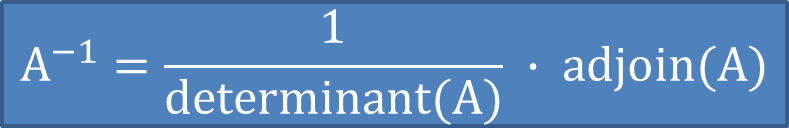 A⁻¹ = 1 / determinant(A) · adjoin(A)